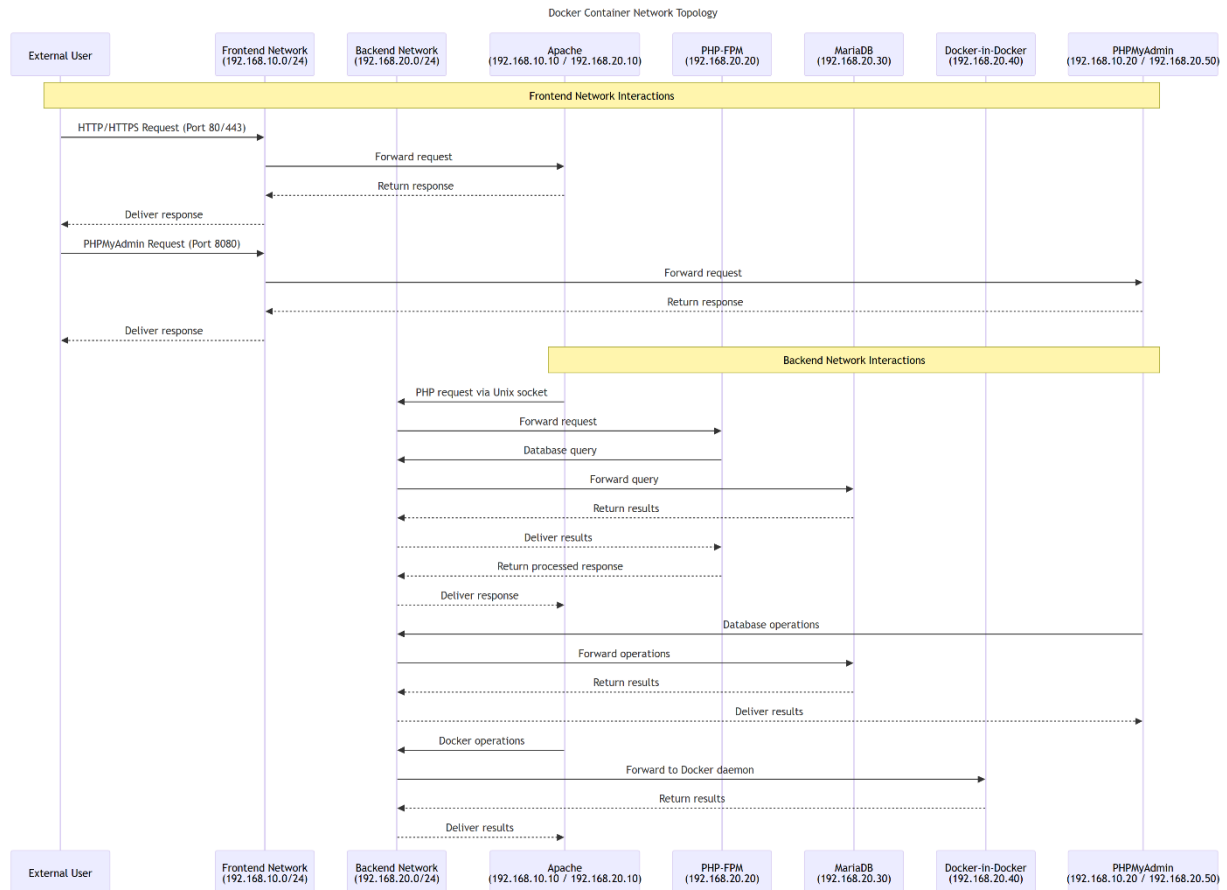 Docker Container Network Topology
External User
Frontend Network
(192.168.10.0/24)
Backend Network
(192.168.20.0/24)
Apache
(192.168.10.10 / 192.168.20.10)
PHP-FPM
(192.168.20.20)
MariaDB
(192.168.20.30)
Docker-in-Docker
(192.168.20.40)
PHPMyAdmin
(192.168.10.20 / 192.168.20.50)
Frontend Network Interactions
HTTP/HTTPS Request (Port 80/443)
Forward request
Return response
Deliver response
PHPMyAdmin Request (Port 8080)
Forward request
Return response
Deliver response
Backend Network Interactions
PHP request via Unix socket
Forward request
Database query
Forward query
Return results
Deliver results
Return processed response
Deliver response
Database operations
Forward operations
Return results
Deliver results
Docker operations
Forward to Docker daemon
Return results
Deliver results
External User
Frontend Network
(192.168.10.0/24)
Backend Network
(192.168.20.0/24)
Apache
(192.168.10.10 / 192.168.20.10)
PHP-FPM
(192.168.20.20)
MariaDB
(192.168.20.30)
Docker-in-Docker
(192.168.20.40)
PHPMyAdmin
(192.168.10.20 / 192.168.20.50)